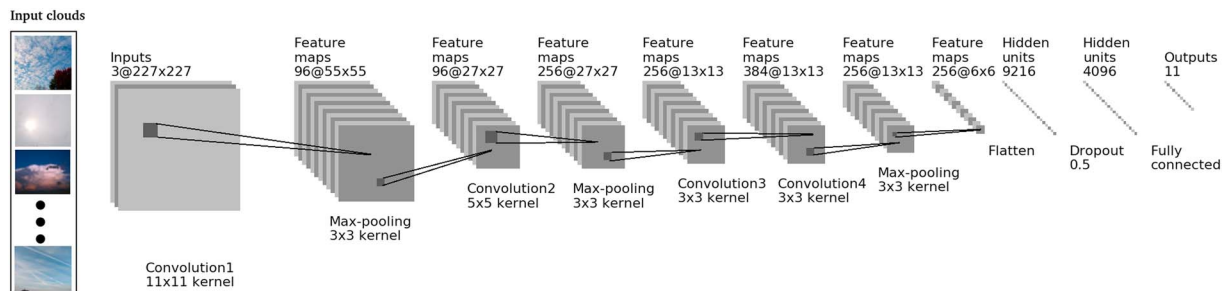 Input clouds
Inputs
3@227x227
Feature
maps
96@55x55
Feature
maps
96@27x27
Feature
maps
256@27x27
Feature
maps
256@13x13
Feature
maps
384@13x13
Feature
maps
256@13x13
Feature
maps
256@6x6
Hidden
units
9216
Hidden
units
4096
Outputs
11
Convolution1
11x11 kernel
Max-pooling
3x3 kernel
Convolution2
5x5 kernel
Max-pooling
3x3 kernel
Convolution3
3x3 kernel
Convolution4
3x3 kernel
Max-pooling
3x3 kernel
Flatten
Dropout
0.5
Fully
connected